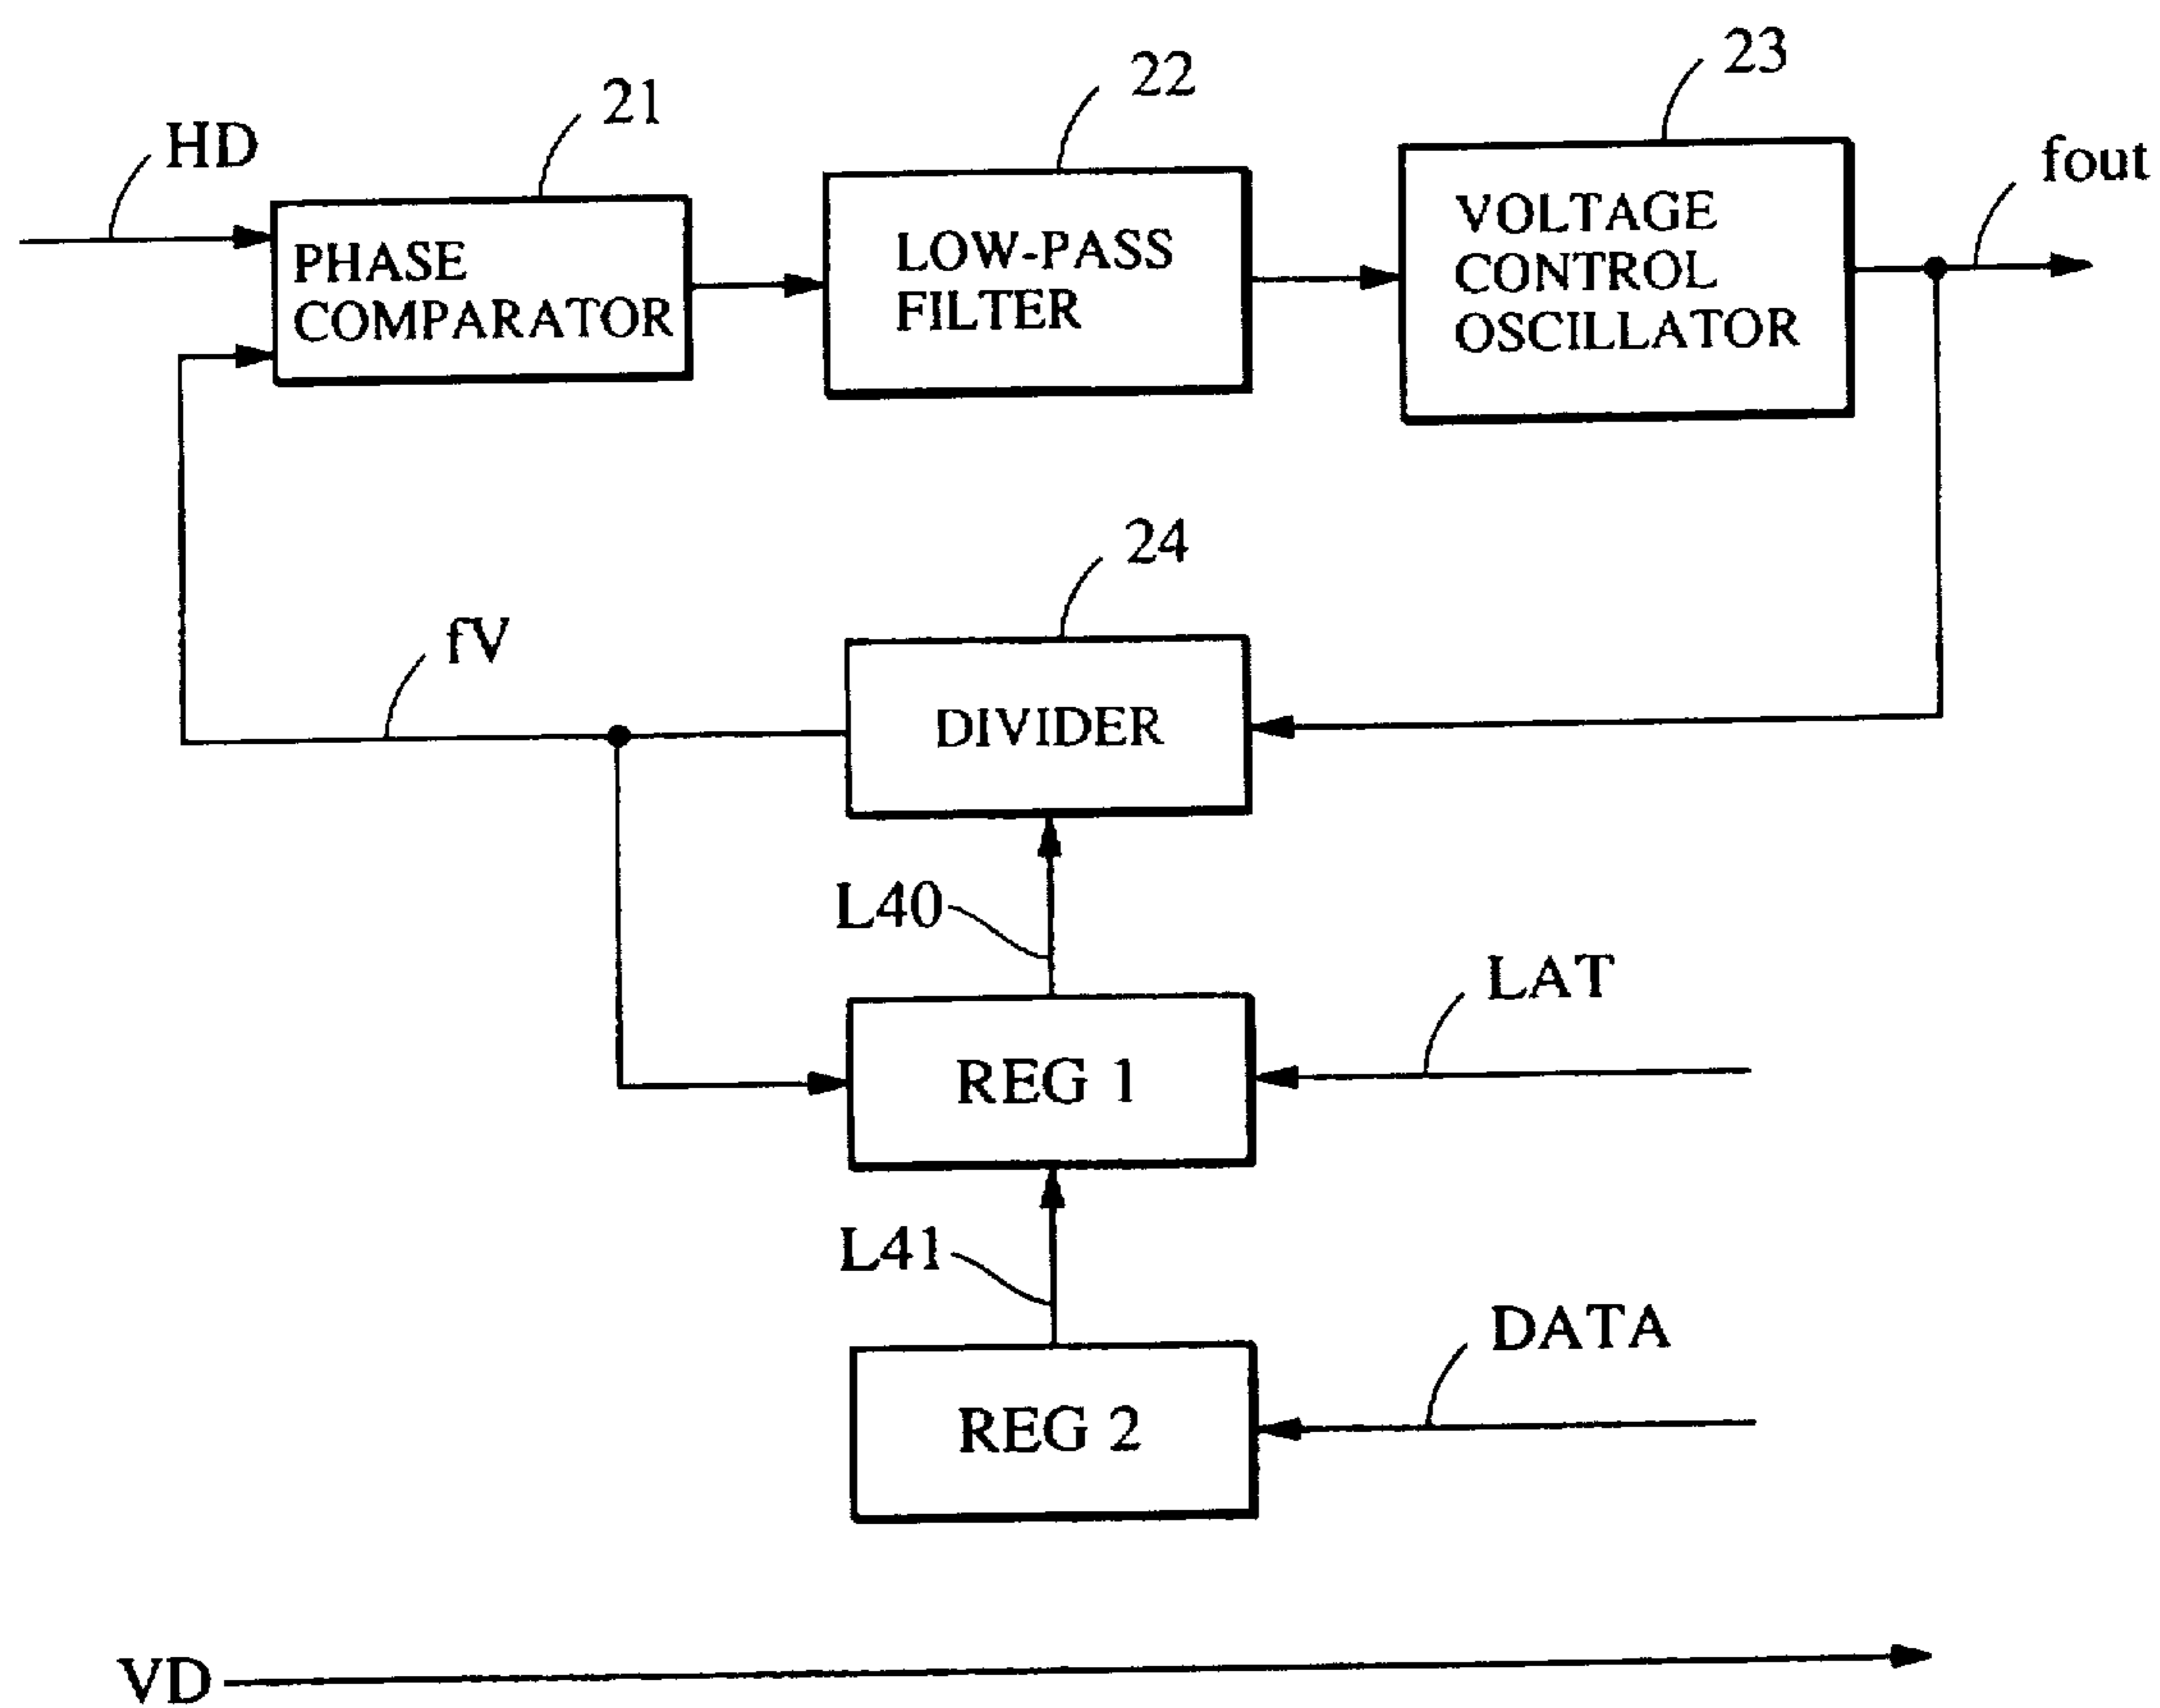 23
22
21
HD
fout
PHASE
COMPARATOR
LOW-PASS
FILTER
VOLTAGE
CONTROL
OSCILLATOR
24
fV
DIVIDER
L40
LAT
REG 1
L41
DATA
REG 2
VD